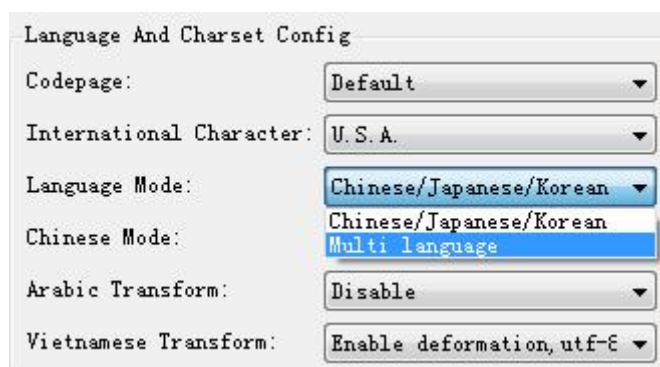 Language And Charset Config
Codepage: Default
International Character: U.S.A.
Language Mode: Chinese/Japanese/Korean
Chinese/Japanese/Korean
Chinese Mode: Multi language
Arabic Transform: Disable
Vietnamese Transform: Enable deformation,utf-8